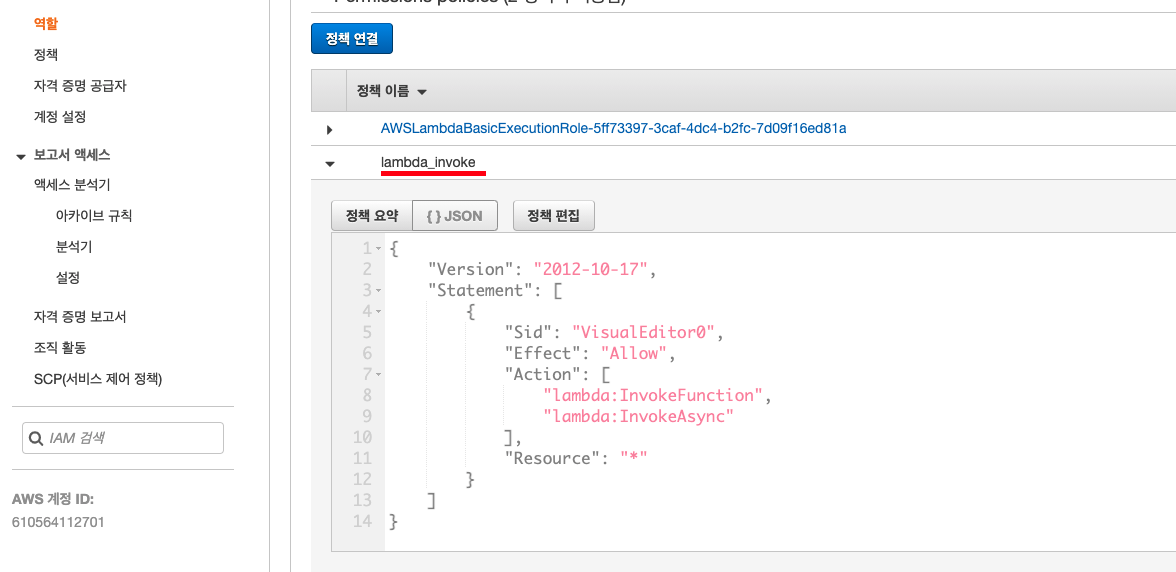 역할
정책
자격 증명 공급자
계정 설정
보고서 액세스
액세스 분석기
아카이브 규칙
분석기
설정
자격 증명 보고서
조직 활동
SCP(서비스 제어 정책)
IAM 검색
AWS 계정 ID:
610564112701
정책 연결
정책 이름
AWSLambdaBasicExecutionRole-5ff73397-3caf-4dc4-b2fc-7d09f16ed81a
lambda_invoke
정책 요약 { } JSON 정책 편집
1 {
2 "Version": "2012-10-17",
3 "Statement": [
4 {
5 "Sid": "VisualEditor0",
6 "Effect": "Allow",
7 "Action": [
8 "lambda:InvokeFunction",
9 "lambda:InvokeAsync"
10 ],
11 "Resource": "*"
12 }
13 ]
14 }